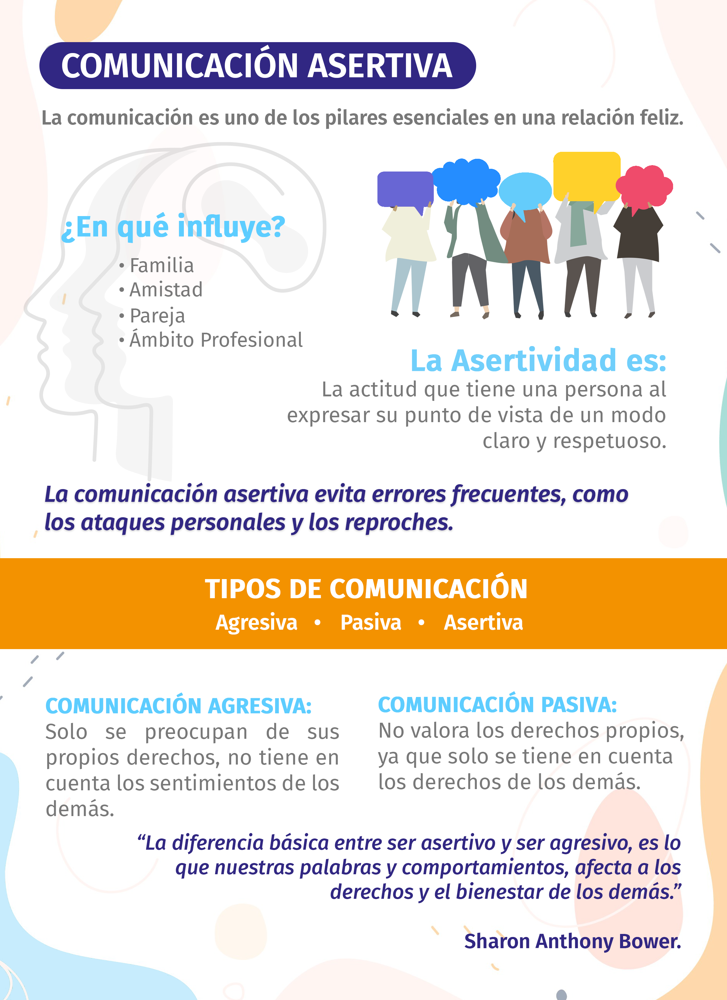 COMUNICACIÓN ASERTIVA
La comunicación es uno de los pilares esenciales en una relación feliz.
¿En qué influye?
• Familia
• Amistad
• Pareja
• Ámbito Profesional
La Asertividad es:
La actitud que tiene una persona al
expresar su punto de vista de un modo
claro y respetuoso.
La comunicación asertiva evita errores frecuentes, como
los ataques personales y los reproches.
TIPOS DE COMUNICACIÓN
Agresiva • Pasiva • Asertiva
COMUNICACIÓN AGRESIVA:
Solo se preocupan de sus
propios derechos, no tiene en
cuenta los sentimientos de los
demás.
COMUNICACIÓN PASIVA:
No valora los derechos propios,
ya que solo se tiene en cuenta
los derechos de los demás.
“La diferencia básica entre ser asertivo y ser agresivo, es lo
que nuestras palabras y comportamientos, afecta a los
derechos y el bienestar de los demás.”
Sharon Anthony Bower.